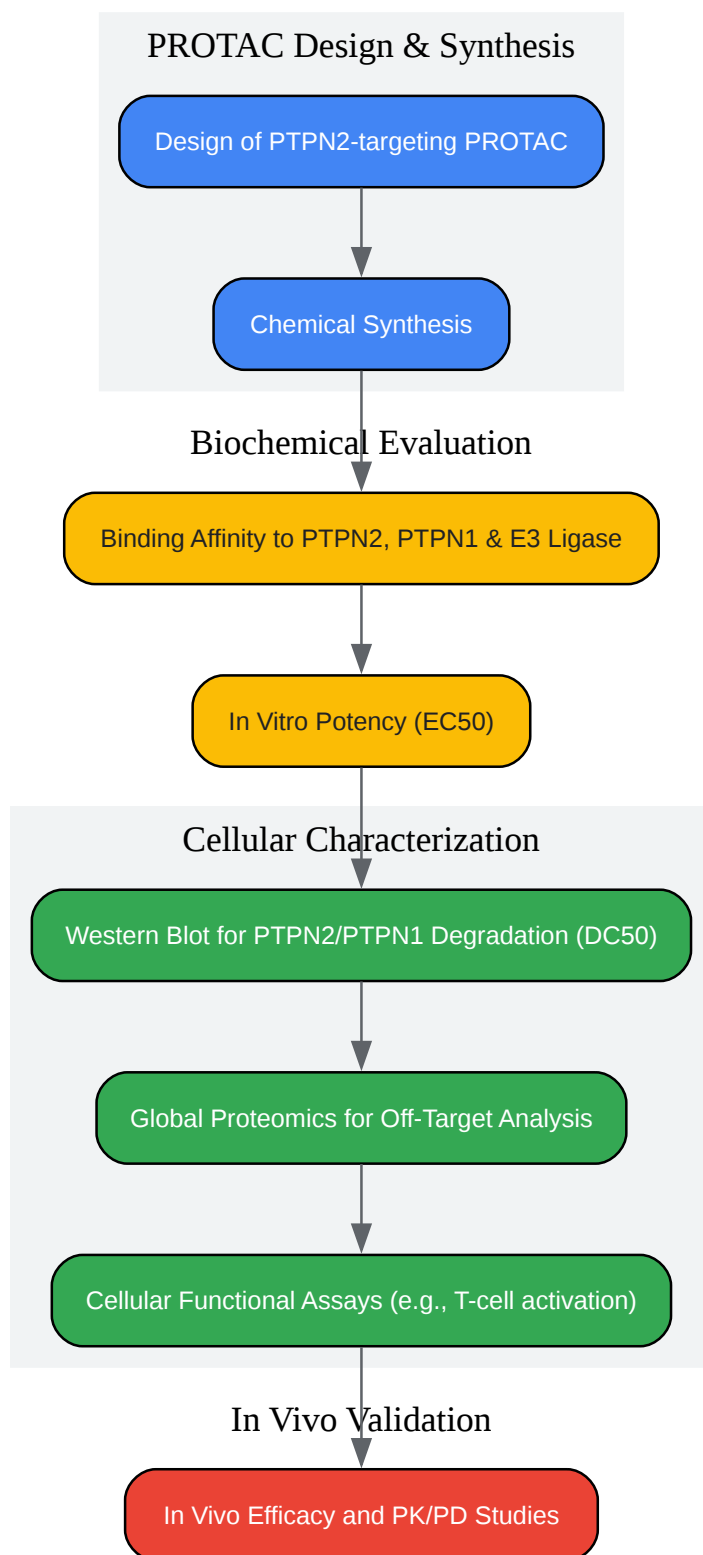 PROTAC Design & Synthesis
Design of PTPN2-targeting PROTAC
Chemical Synthesis
Biochemical Evaluation
Binding Affinity to PTPN2, PTPN1 & E3 Ligase
In Vitro Potency (EC50)
Cellular Characterization
Western Blot for PTPN2/PTPN1 Degradation (DC50)
Global Proteomics for Off-Target Analysis
Cellular Functional Assays (e.g., T-cell activation)
In Vivo Validation
In Vivo Efficacy and PK/PD Studies